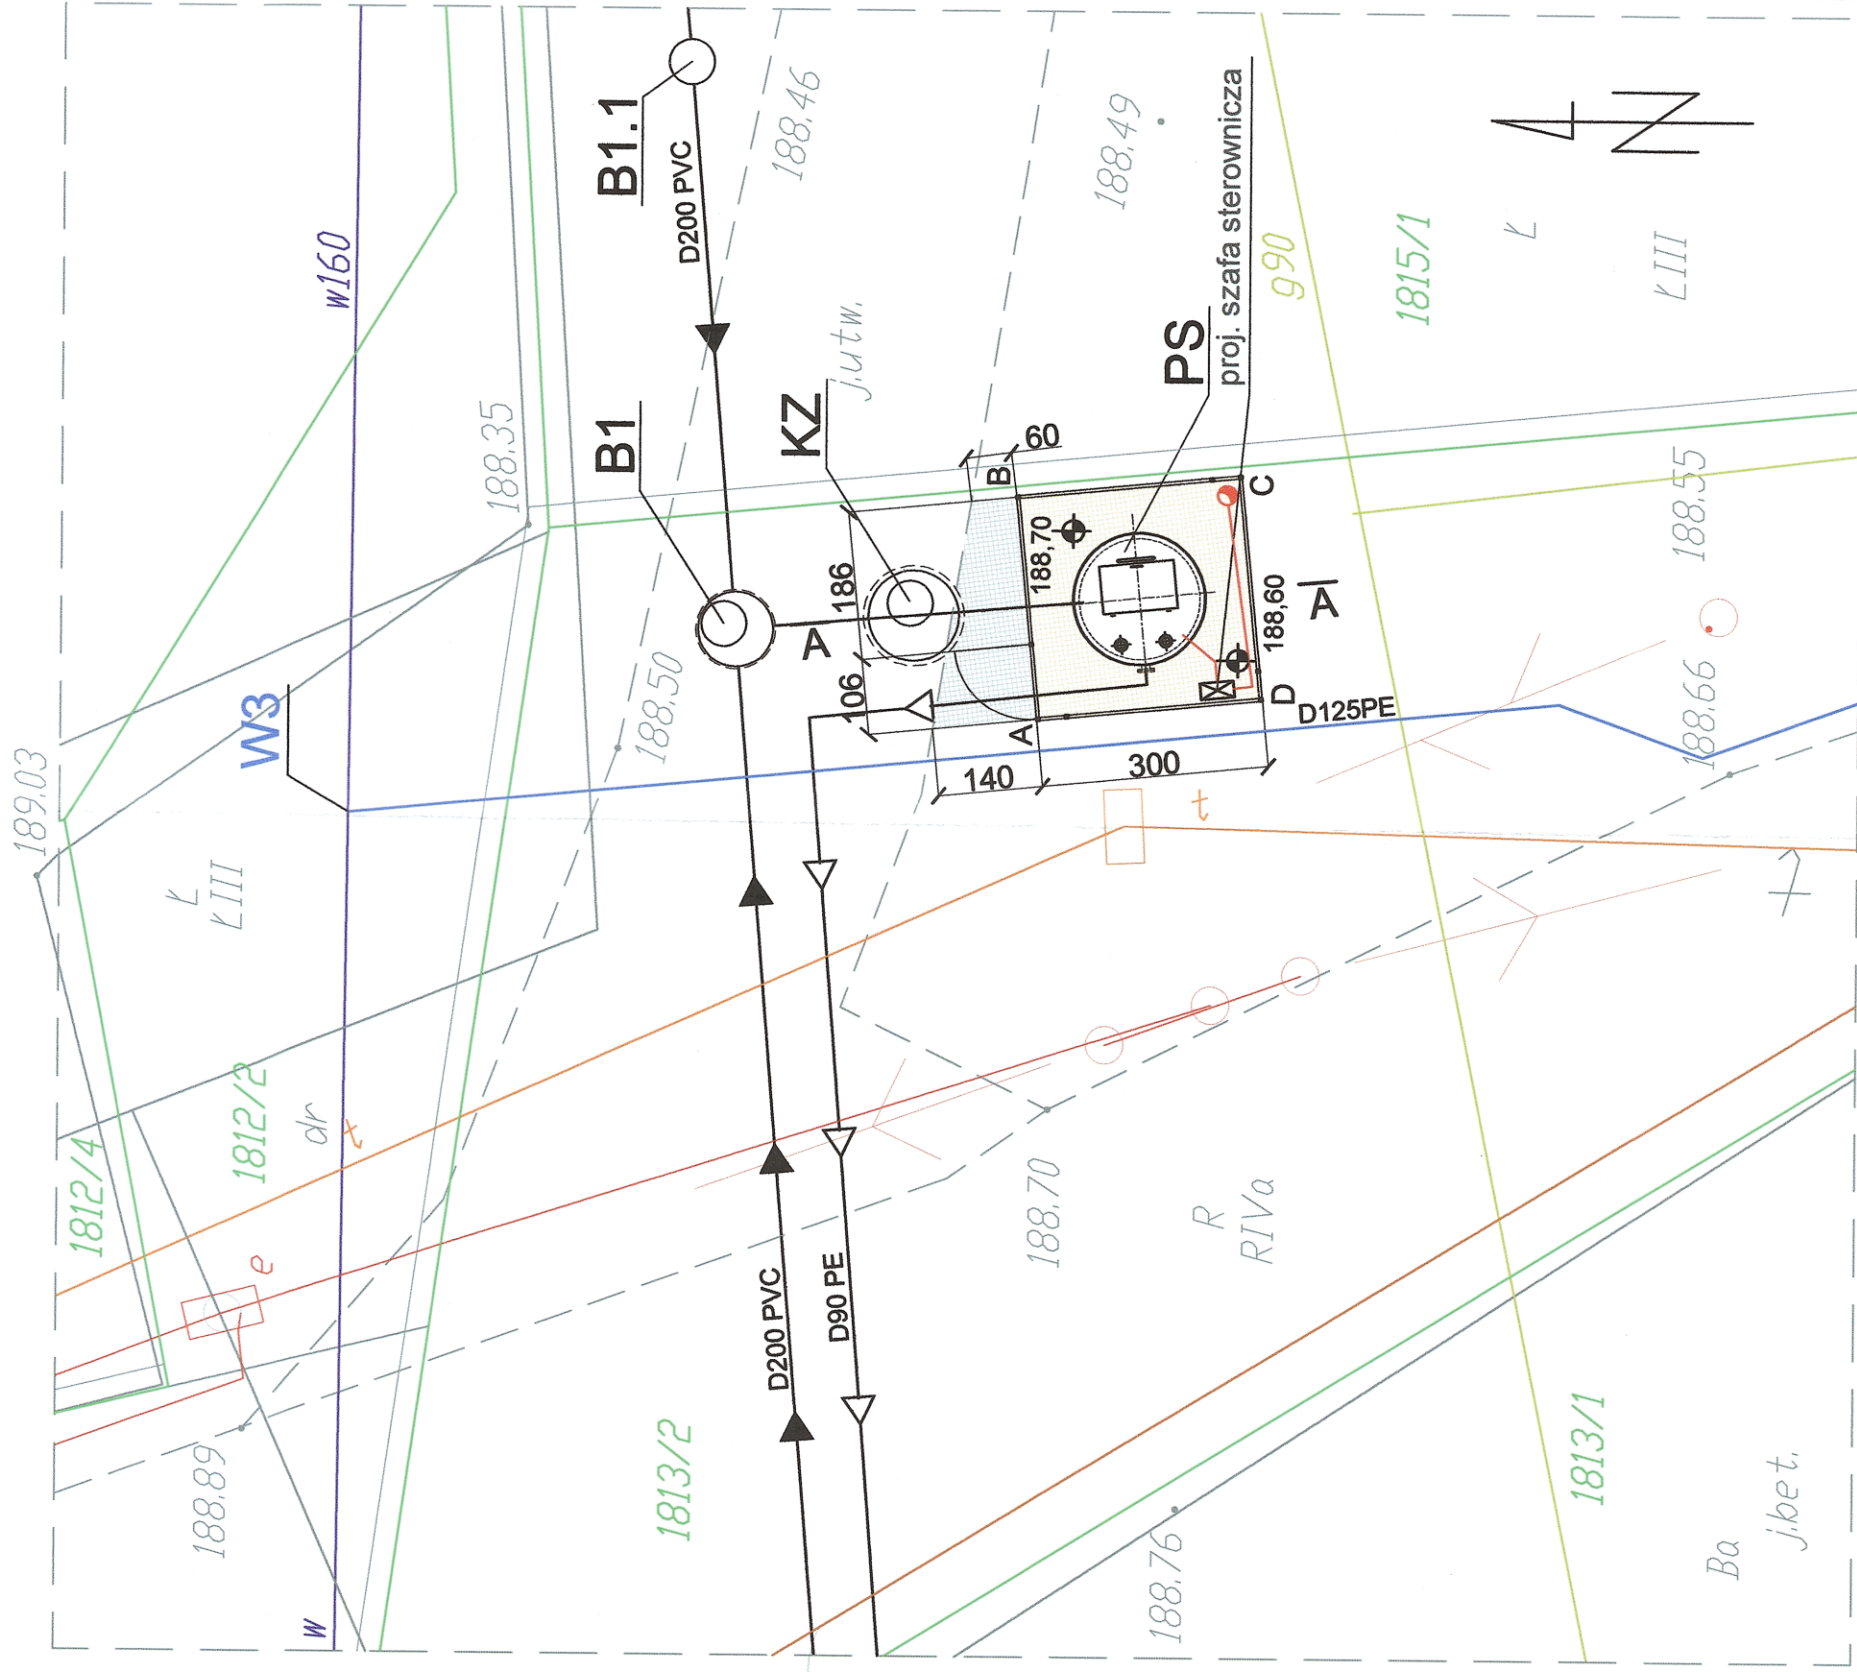 189.03
W3
w160
B1.1
D200 PVC
188.46
188.49
188.35
B1
KZ
j.utw.
PS
proj. szafa sterownicza
g90
1815/1
Ł
ŁIII
N
188.50
186
106
A
60
B
188,70
C
188,60
A
D
D125PE
A
140
300
188.55
188.66
t
Ł
ŁIII
1812/2
dr
t
1812/4
e
188.89
w
1813/2
D200 PVC
D90 PE
188.70
R
RIVa
188.76
1813/1
Ba
j.bet.